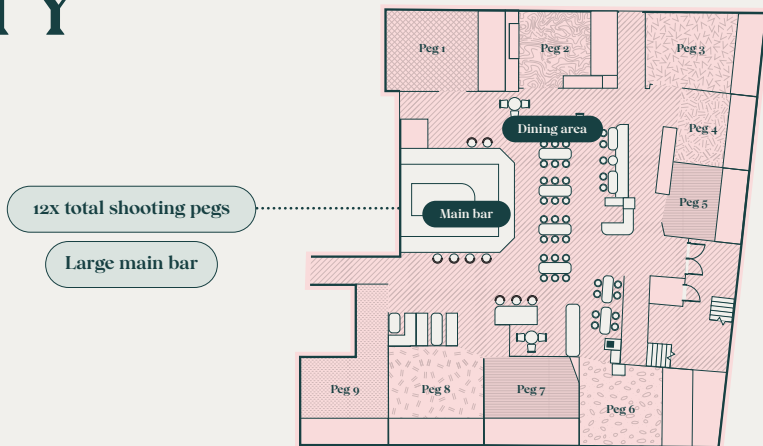 Peg 1
Peg 2
Peg 3
Dining area
Peg 4
12x total shooting pegs
Main bar
Peg 5
Large main bar
Peg 9
Peg 8
Peg 7
Peg 6